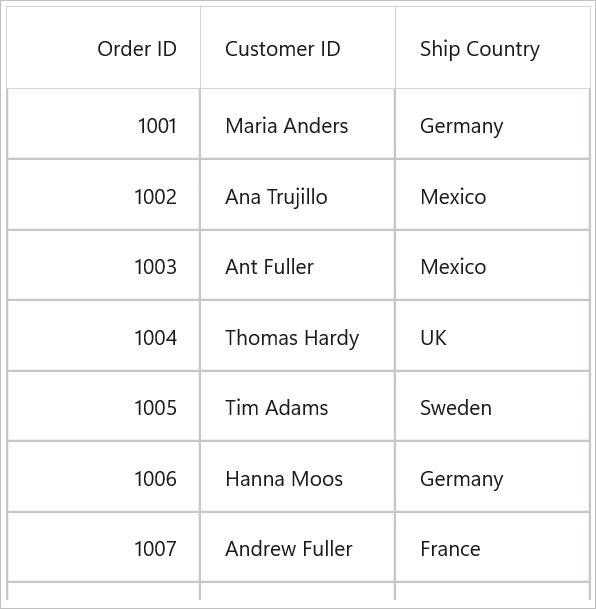 Order ID Customer ID Ship Country
1001 Maria Anders Germany
1002 Ana Trujillo Mexico
1003 Ant Fuller Mexico
1004 Thomas Hardy UK
1005 Tim Adams Sweden
1006 Hanna Moos Germany
1007 Andrew Fuller France